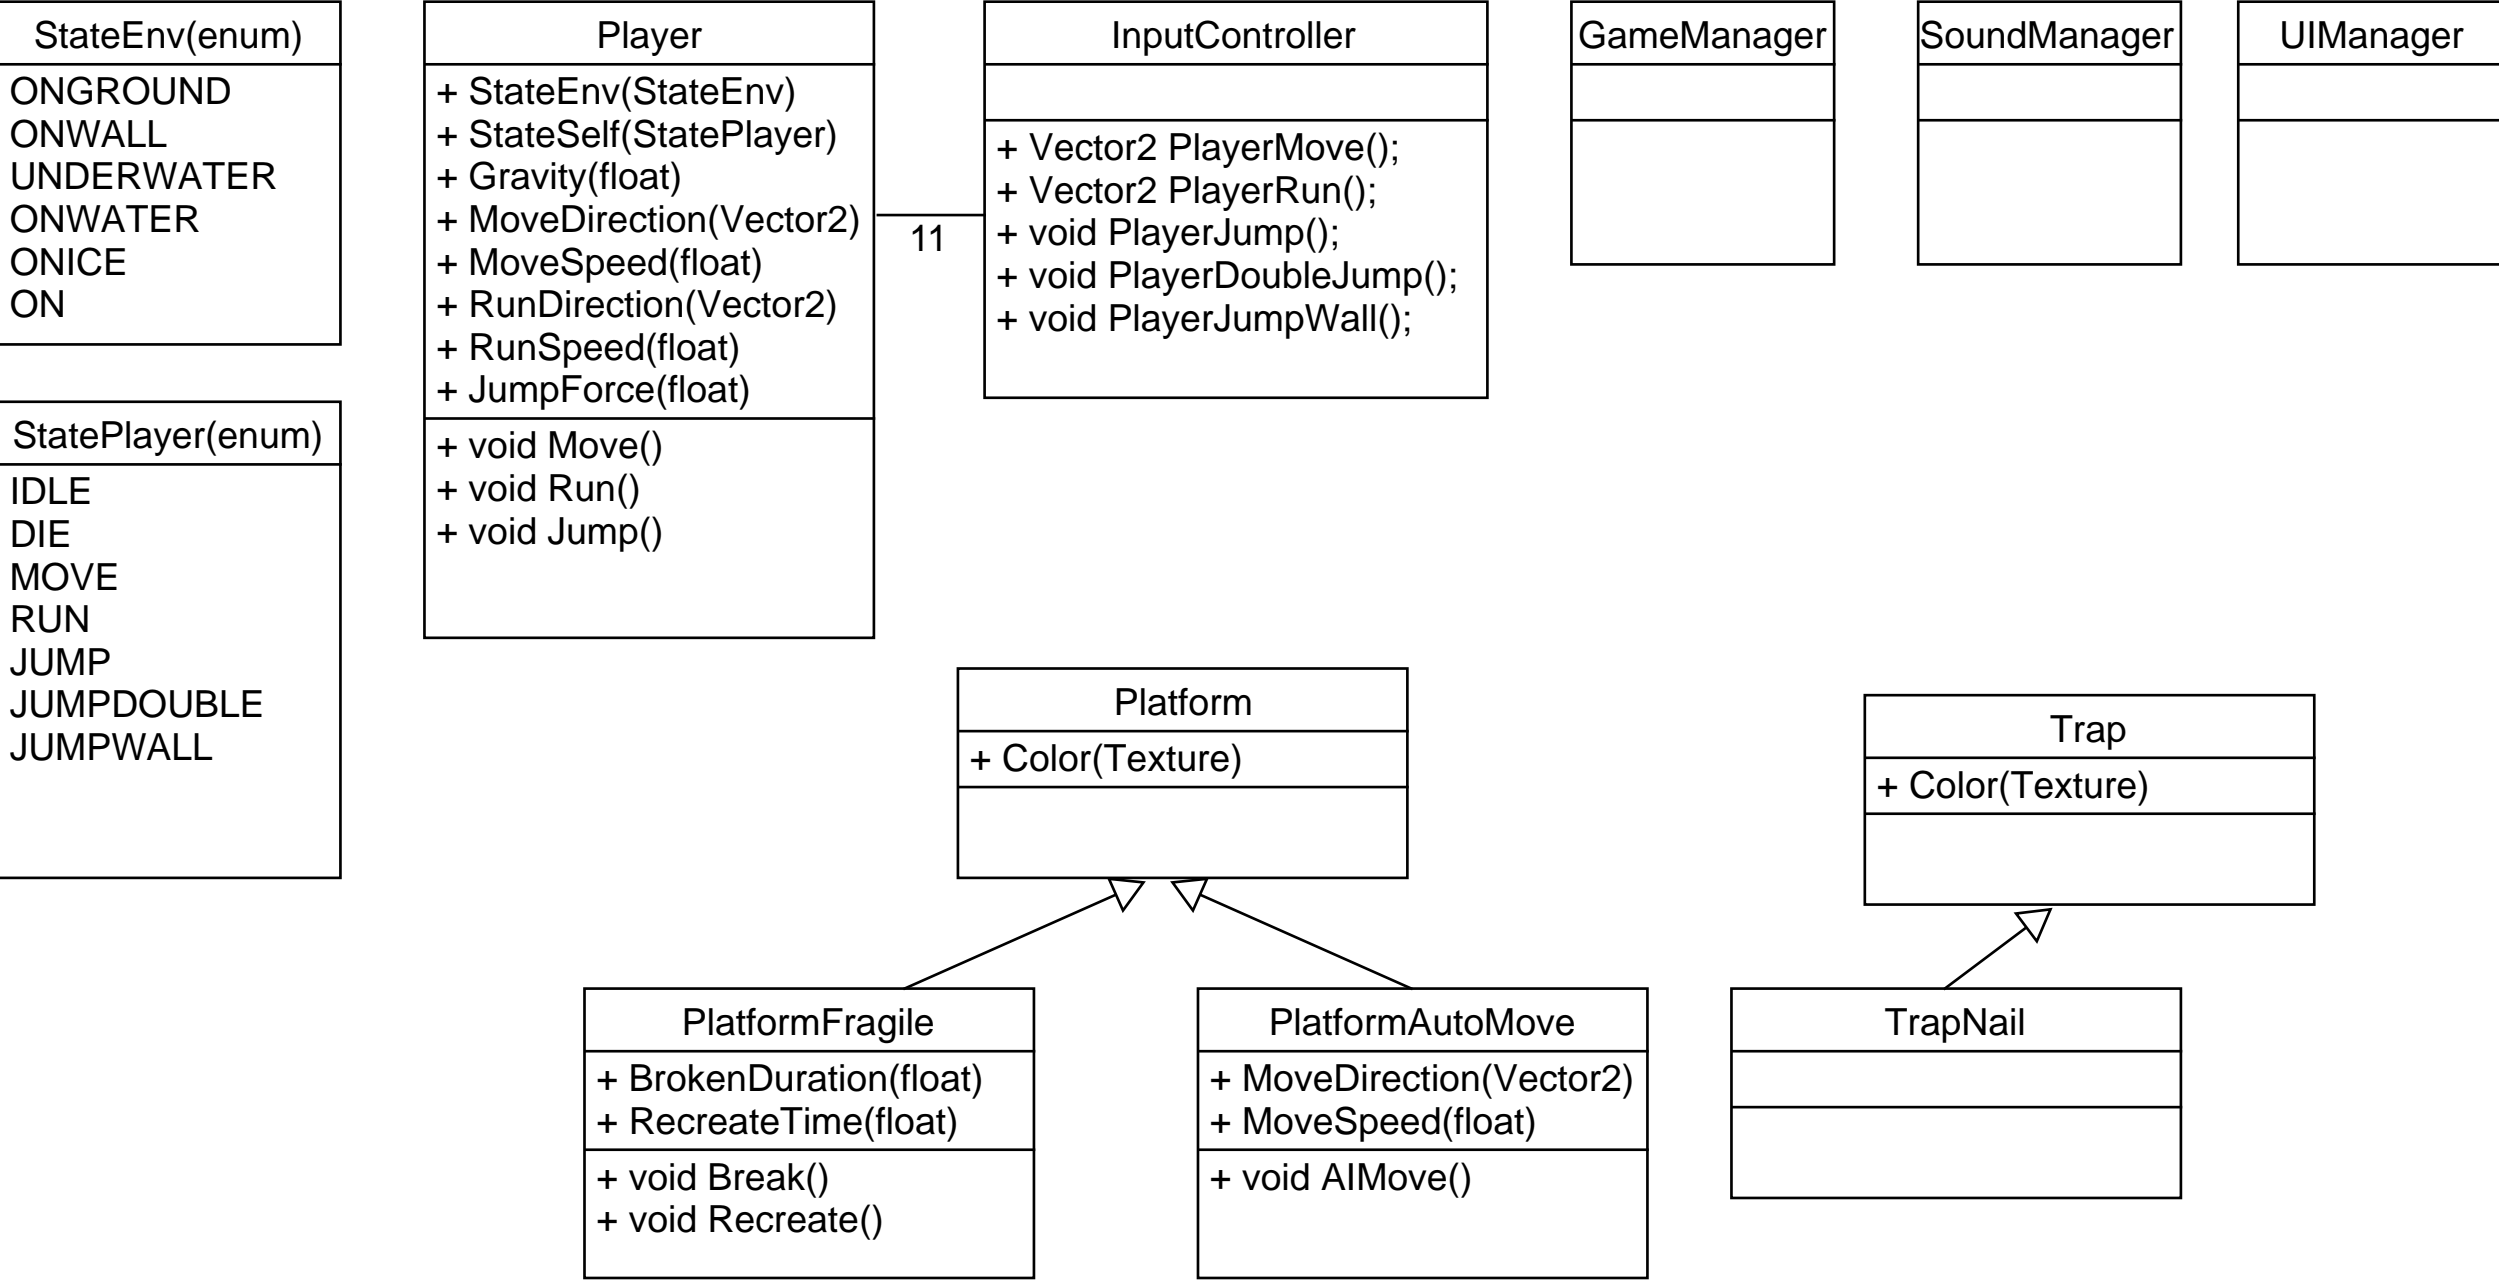 StateEnv(enum)
ONGROUND
ONWALL
UNDERWATER
ONWATER
ONICE
ON
StatePlayer(enum)
IDLE
DIE
MOVE
RUN
JUMP
JUMPDOUBLE
JUMPWALL
Player
+ StateEnv(StateEnv)
+ StateSelf(StatePlayer)
+ Gravity(float)
+ MoveDirection(Vector2)
+ MoveSpeed(float)
+ RunDirection(Vector2)
+ RunSpeed(float)
+ JumpForce(float)
+ void Move()
+ void Run()
+ void Jump()
11
InputController
+ Vector2 PlayerMove();
+ Vector2 PlayerRun();
+ void PlayerJump();
+ void PlayerDoubleJump();
+ void PlayerJumpWall();
GameManager
SoundManager
UIManager
Platform
+ Color(Texture)
Trap
+ Color(Texture)
PlatformFragile
+ BrokenDuration(float)
+ RecreateTime(float)
+ void Break()
+ void Recreate()
PlatformAutoMove
+ MoveDirection(Vector2)
+ MoveSpeed(float)
+ void AIMove()
TrapNail